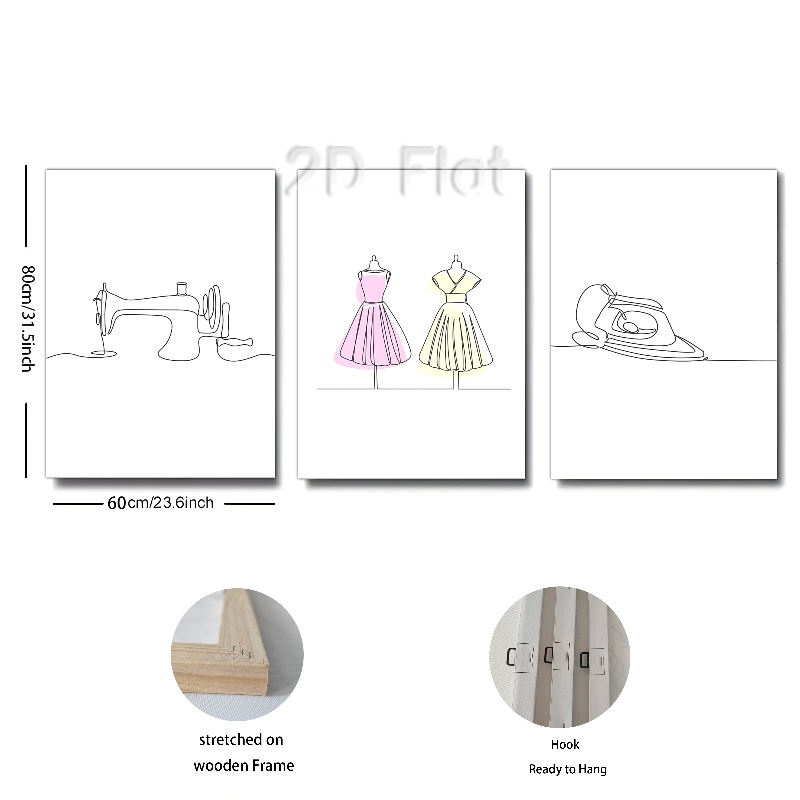 2D Flat
80cm/31.5inch
60cm/23.6inch
stretched on
wooden Frame
Hook
Ready to Hang